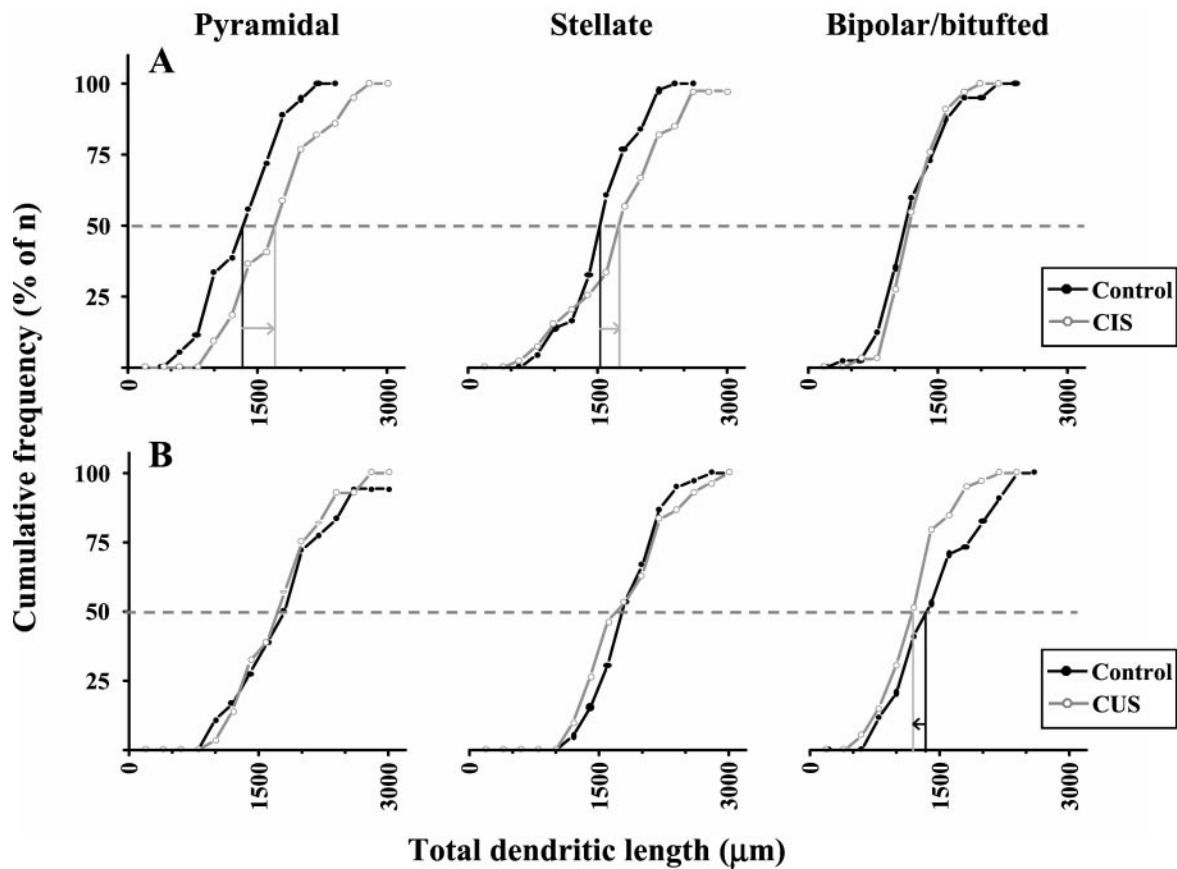 Pyramidal Stellate Bipolar/bitufted
A
100
75
50
25
0 1500 3000 0 1500 3000 0 1500 3000
Control
CIS
B
100
75
50
25
0 1500 3000 0 1500 3000 0 1500 3000
Control
CUS
Cumulative frequency (% of n)
Total dendritic length (μm)